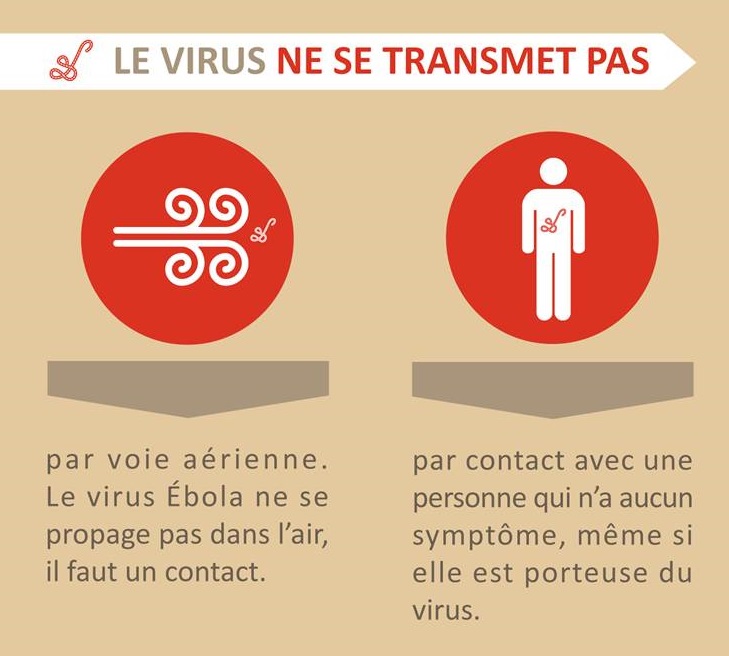 LE VIRUS NE SE TRANSMET PAS
par voie aérienne.
Le virus Ébola ne se
propage pas dans l'air,
il faut un contact.
par contact avec une
personne qui n'a aucun
symptôme, même si
elle est porteuse du
virus.